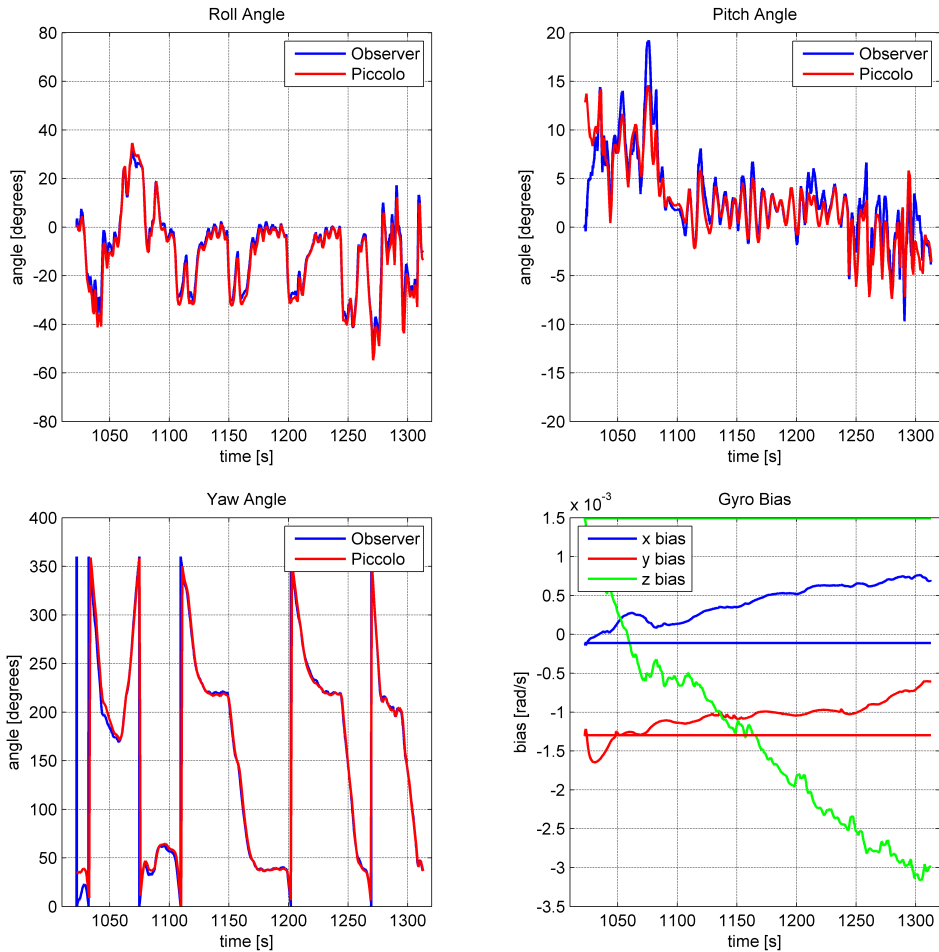 Roll Angle
Observer
Piccolo
80
60
40
20
0
-20
-40
-60
-80
angle [degrees]
1050 1100 1150 1200 1250 1300
time [s]
Pitch Angle
Observer
Piccolo
20
15
10
5
0
-5
-10
-15
-20
angle [degrees]
1050 1100 1150 1200 1250 1300
time [s]
Yaw Angle
Observer
Piccolo
400
350
300
250
200
150
100
50
0
angle [degrees]
1050 1100 1150 1200 1250 1300
time [s]
Gyro Bias
x 10⁻³
x bias
y bias
z bias
1.5
1
0.5
0
-0.5
-1
-1.5
-2
-2.5
-3
-3.5
bias [rad/s]
1050 1100 1150 1200 1250 1300
time [s]